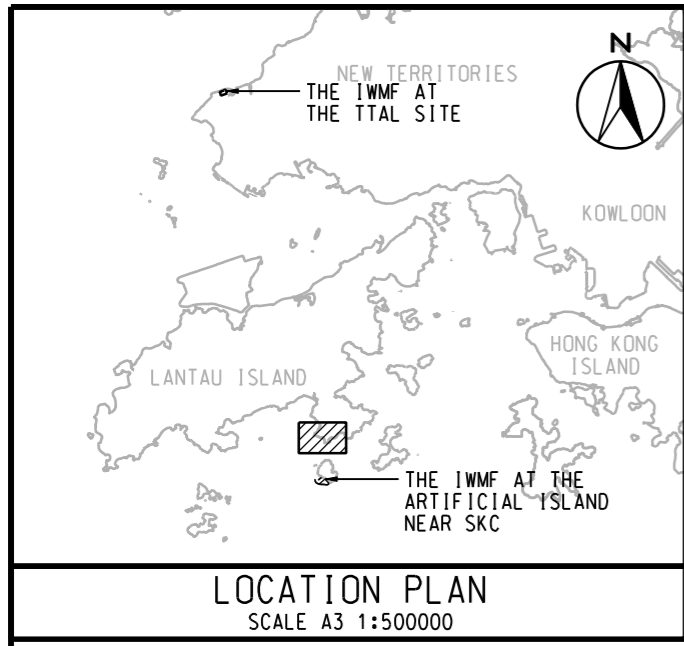 N
NEW TERRITORIES
THE IWMF AT
THE TTAL SITE
KOWLOON
HONG KONG
ISLAND
LANTAU ISLAND
THE IWMF AT THE
ARTIFICIAL ISLAND
NEAR SKC
LOCATION PLAN
SCALE A3 1:500000